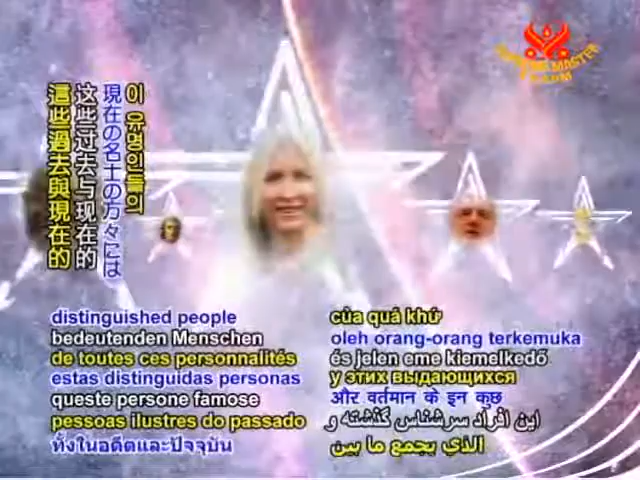 SUPREME MASTER
이 유명인들의
現在の名士の方々には
这些过去与现在的
這些過去與現在的
distinguished people
bedeutenden Menschen
de toutes ces personnalités
estas distinguidas personas
queste persone famose
pessoas ilustres do passado
ทั้งในอดีตและปัจจุบัน
của quá khứ
oleh orang-orang terkemuka
és jelen eme kiemelkedő
у этих выдающихся
और वर्तमान के इन कुछ
این افراد سرشناس گذشته و
الذي يجمع ما بين